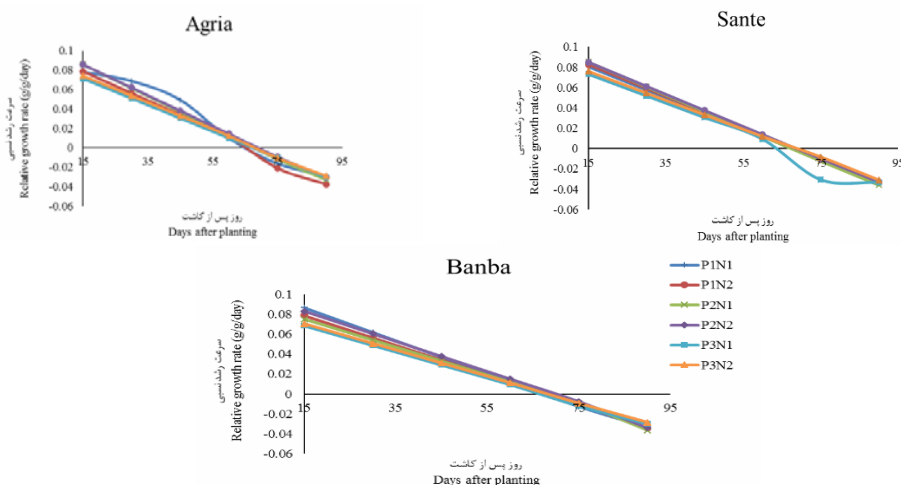 Agria
0.1
0.08
0.06
0.04
0.02
0
-0.02
-0.04
-0.06
15
35
55
75
95
سرعت رشد نسبی
Relative growth rate (g/g/day)
روز پس از کاشت
Days after planting
Sante
0.1
0.08
0.06
0.04
0.02
0
-0.02
-0.04
-0.06
15
35
55
75
95
سرعت رشد نسبی
Relative growth rate (g/g/day)
روز پس از کاشت
Days after planting
Banba
0.1
0.08
0.06
0.04
0.02
0
-0.02
-0.04
-0.06
15
35
55
75
95
سرعت رشد نسبی
Relative growth rate (g/g/day)
روز پس از کاشت
Days after planting
P1N1
P1N2
P2N1
P2N2
P3N1
P3N2